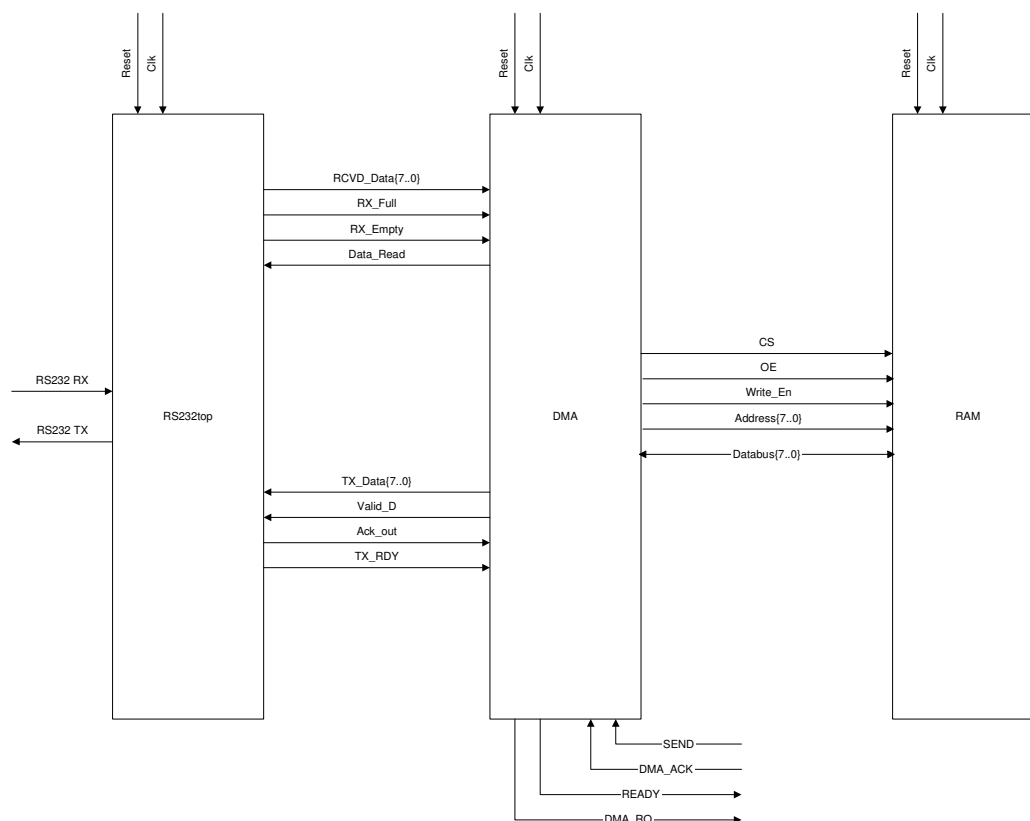 Reset
Clk
Reset
Clk
Reset
Clk
RCVD_Data{7..0}
RX_Full
RX_Empty
Data_Read
CS
OE
RS232 RX
Write_En
RS232top
DMA
Address{7..0}
RAM
RS232 TX
Databus{7..0}
TX_Data{7..0}
Valid_D
Ack_out
TX_RDY
SEND
DMA_ACK
READY
DMA_RQ